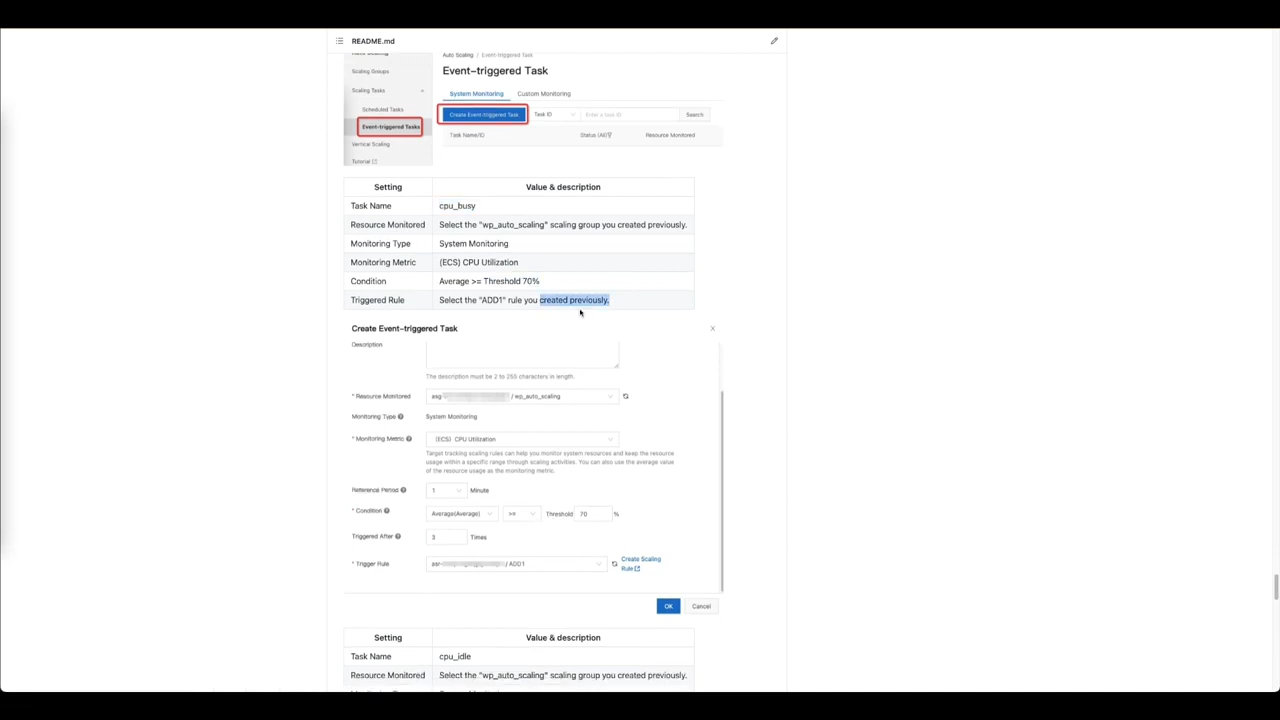 README.md
Auto Scaling / Event-triggered Task
Scaling Groups
Scaling Tasks
Scheduled Tasks
Event-triggered Tasks
Vertical Scaling
Tutorial
Event-triggered Task
System Monitoring Custom Monitoring
Create Event-triggered Task Task ID Enter a task ID Search
Task Name/ID Status (All) Resource Monitored
Setting Value & description
Task Name cpu_busy
Resource Monitored Select the "wp_auto_scaling" scaling group you created previously.
Monitoring Type System Monitoring
Monitoring Metric (ECS) CPU Utilization
Condition Average >= Threshold 70%
Triggered Rule Select the "ADD1" rule you created previously.
Create Event-triggered Task
Description
The description must be 2 to 255 characters in length.
* Resource Monitored asg- / wp_auto_scaling
Monitoring Type System Monitoring
* Monitoring Metric (ECS) CPU Utilization
Target tracking scaling rules can help you monitor system resources and keep the resource
usage within a specific range through scaling activities. You can also use the average value
of the resource usage as the monitoring metric.
Reference Period 1 Minute
* Condition Average(Average) >= Threshold 70 %
Triggered After 3 Times
* Trigger Rule asr- / ADD1 Create Scaling
Rule
OK Cancel
Setting Value & description
Task Name cpu_idle
Resource Monitored Select the "wp_auto_scaling" scaling group you created previously.